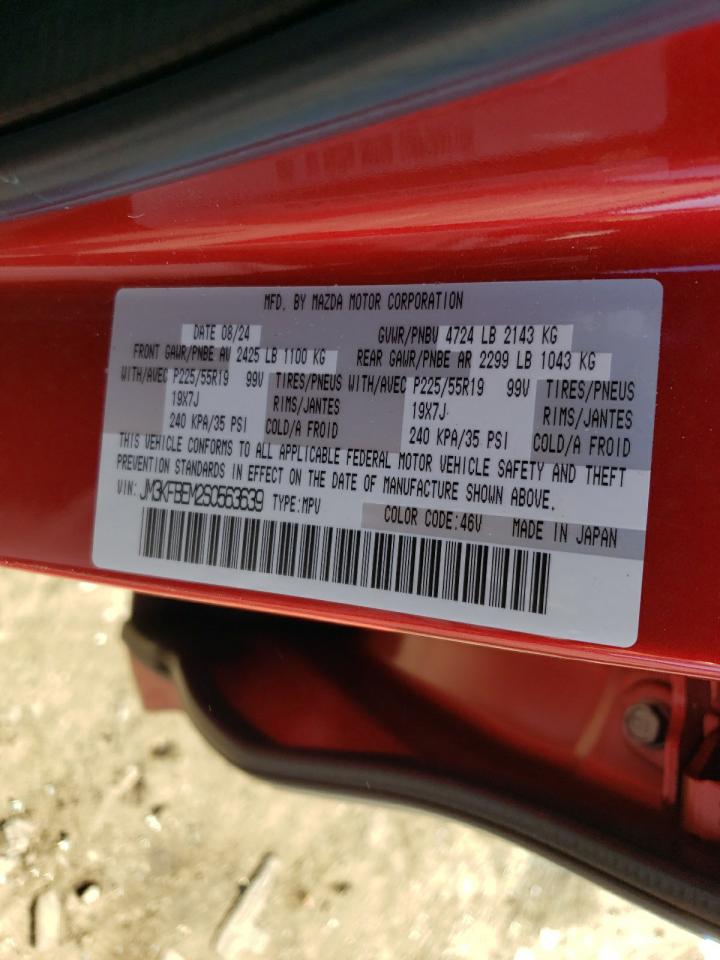 MFD. BY MAZDA MOTOR CORPORATION
DATE 08/24 GVWR/PNBV 4724 LB 2143 KG
FRONT GAWR/PNBE AV 2425 LB 1100 KG REAR GAWR/PNBE AR 2299 LB 1043 KG
WITH/AVEC P225/55R19 99V TIRES/PNEUS WITH/AVEC P225/55R19 99V TIRES/PNEUS
19X7J RIMS/JANTES 19X7J RIMS/JANTES
240 KPA/35 PSI COLD/A FROID 240 KPA/35 PSI COLD/A FROID
THIS VEHICLE CONFORMS TO ALL APPLICABLE FEDERAL MOTOR VEHICLE SAFETY AND THEFT
PREVENTION STANDARDS IN EFFECT ON THE DATE OF MANUFACTURE SHOWN ABOVE.
VIN: JM3KFBEM2S0563639 TYPE:MPV COLOR CODE:46V MADE IN JAPAN